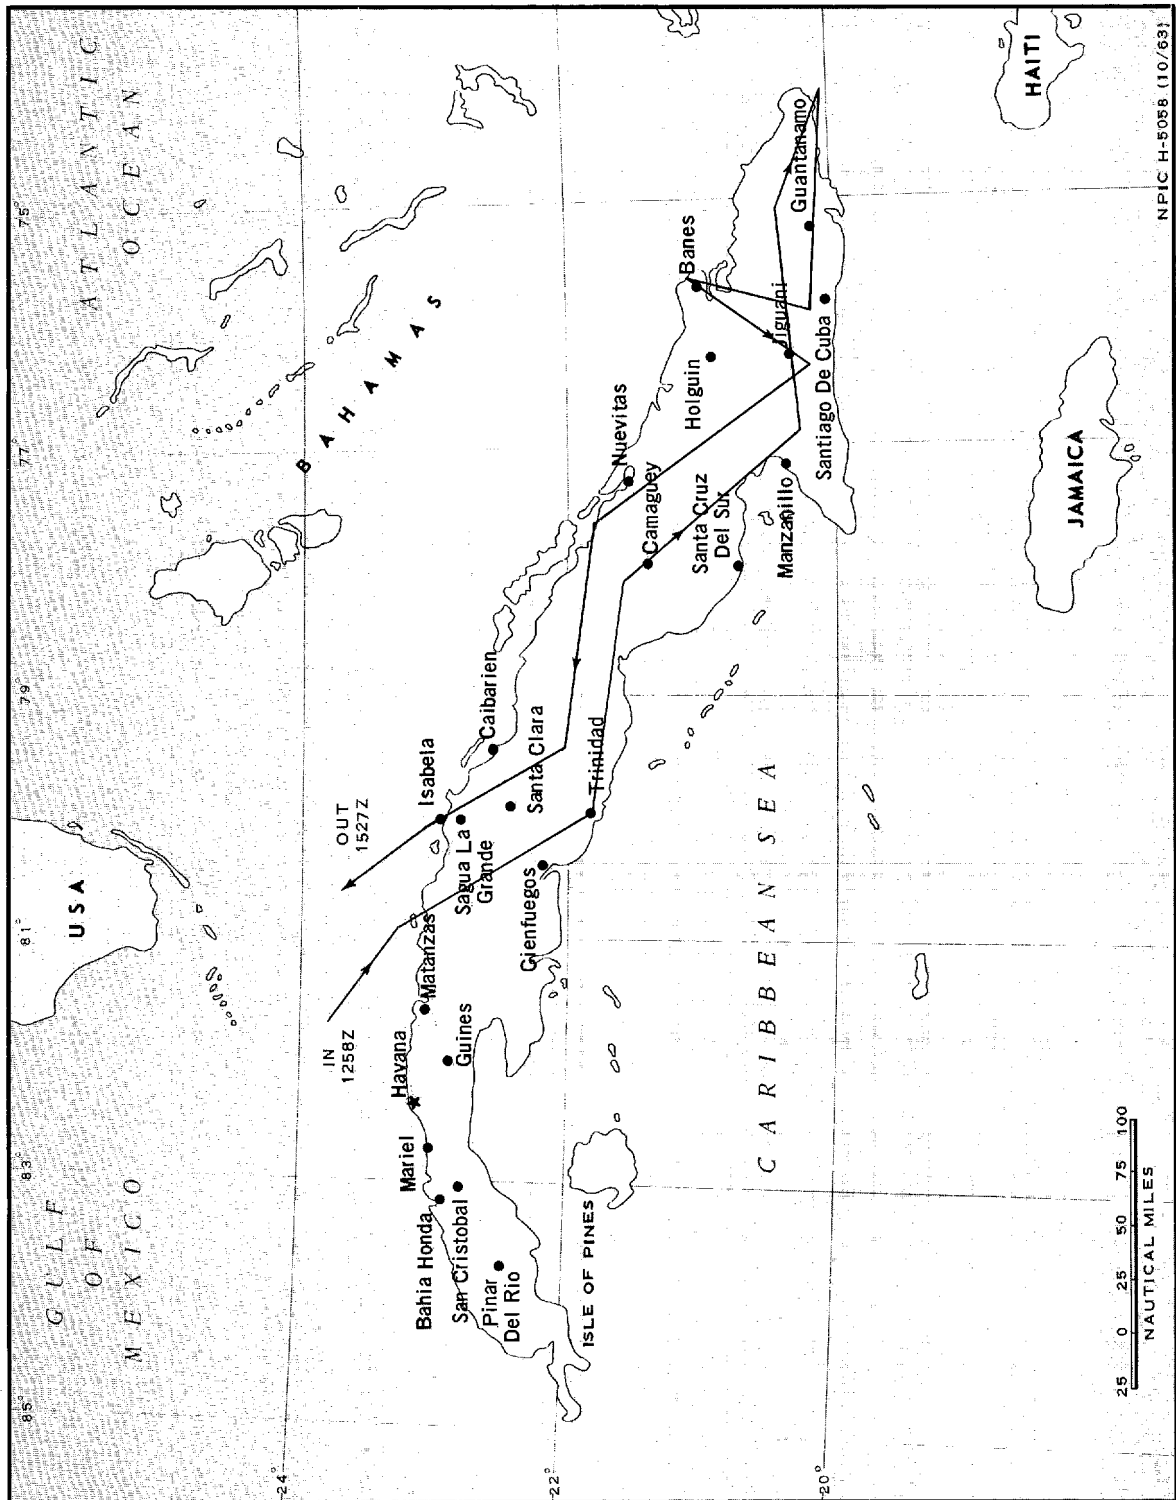 85°
83°
81°
79°
77°
75°
GULF
OF
MEXICO
USA
ATLANTIC
OCEAN
BAHAMAS
24°
22°
20°
IN
1258Z
OUT
1527Z
Bahia Honda
Mariel
Havana
San Cristobal
Pinar
Del Rio
Guines
Matanzas
Isabela
Sagua La
Grande
Caibarien
Santa Clara
Cienfuegos
Trinidad
Nuevitas
Camaguey
Santa Cruz
Del Sur
Holguin
Banes
Manzanillo
Jiguani
Santiago De Cuba
Guantanamo
ISLE OF PINES
CARIBBEAN SEA
JAMAICA
HAITI
25 0 25 50 75 100
NAUTICAL MILES
NPIC H-5058 (10/63)